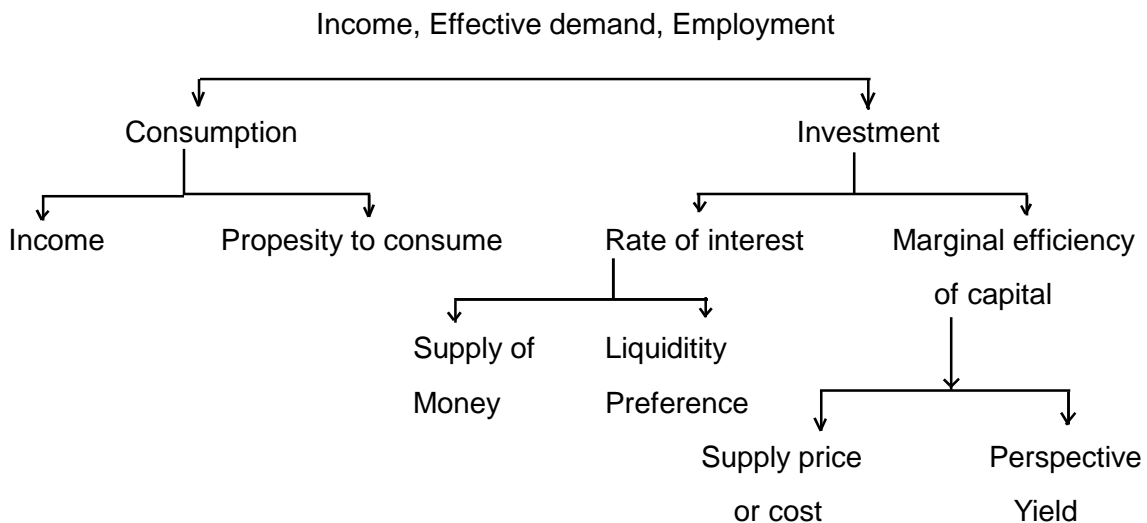 Income, Effective demand, Employment
Consumption
Investment
Income
Propesity to consume
Rate of interest
Marginal efficiency
of capital
Supply of
Money
Liquiditity
Preference
Supply price
or cost
Perspective
Yield